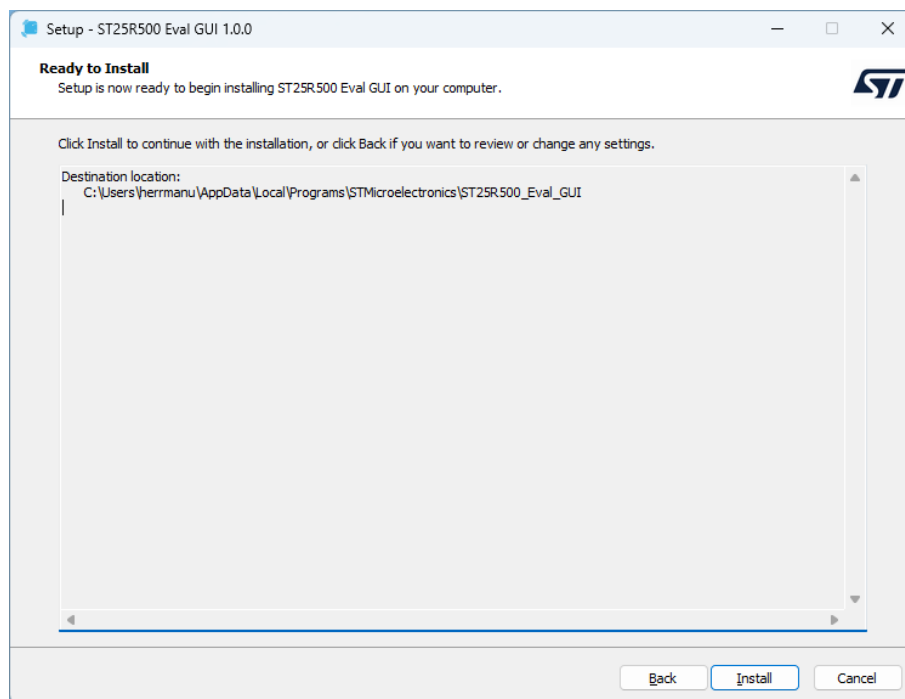 Setup - ST25R500 Eval GUI 1.0.0
Ready to Install
Setup is now ready to begin installing ST25R500 Eval GUI on your computer.
ST
Click Install to continue with the installation, or click Back if you want to review or change any settings.
Destination location:
C:\Users\herrmanu\AppData\Local\Programs\STMicroelectronics\ST25R500_Eval_GUI
Back Install Cancel